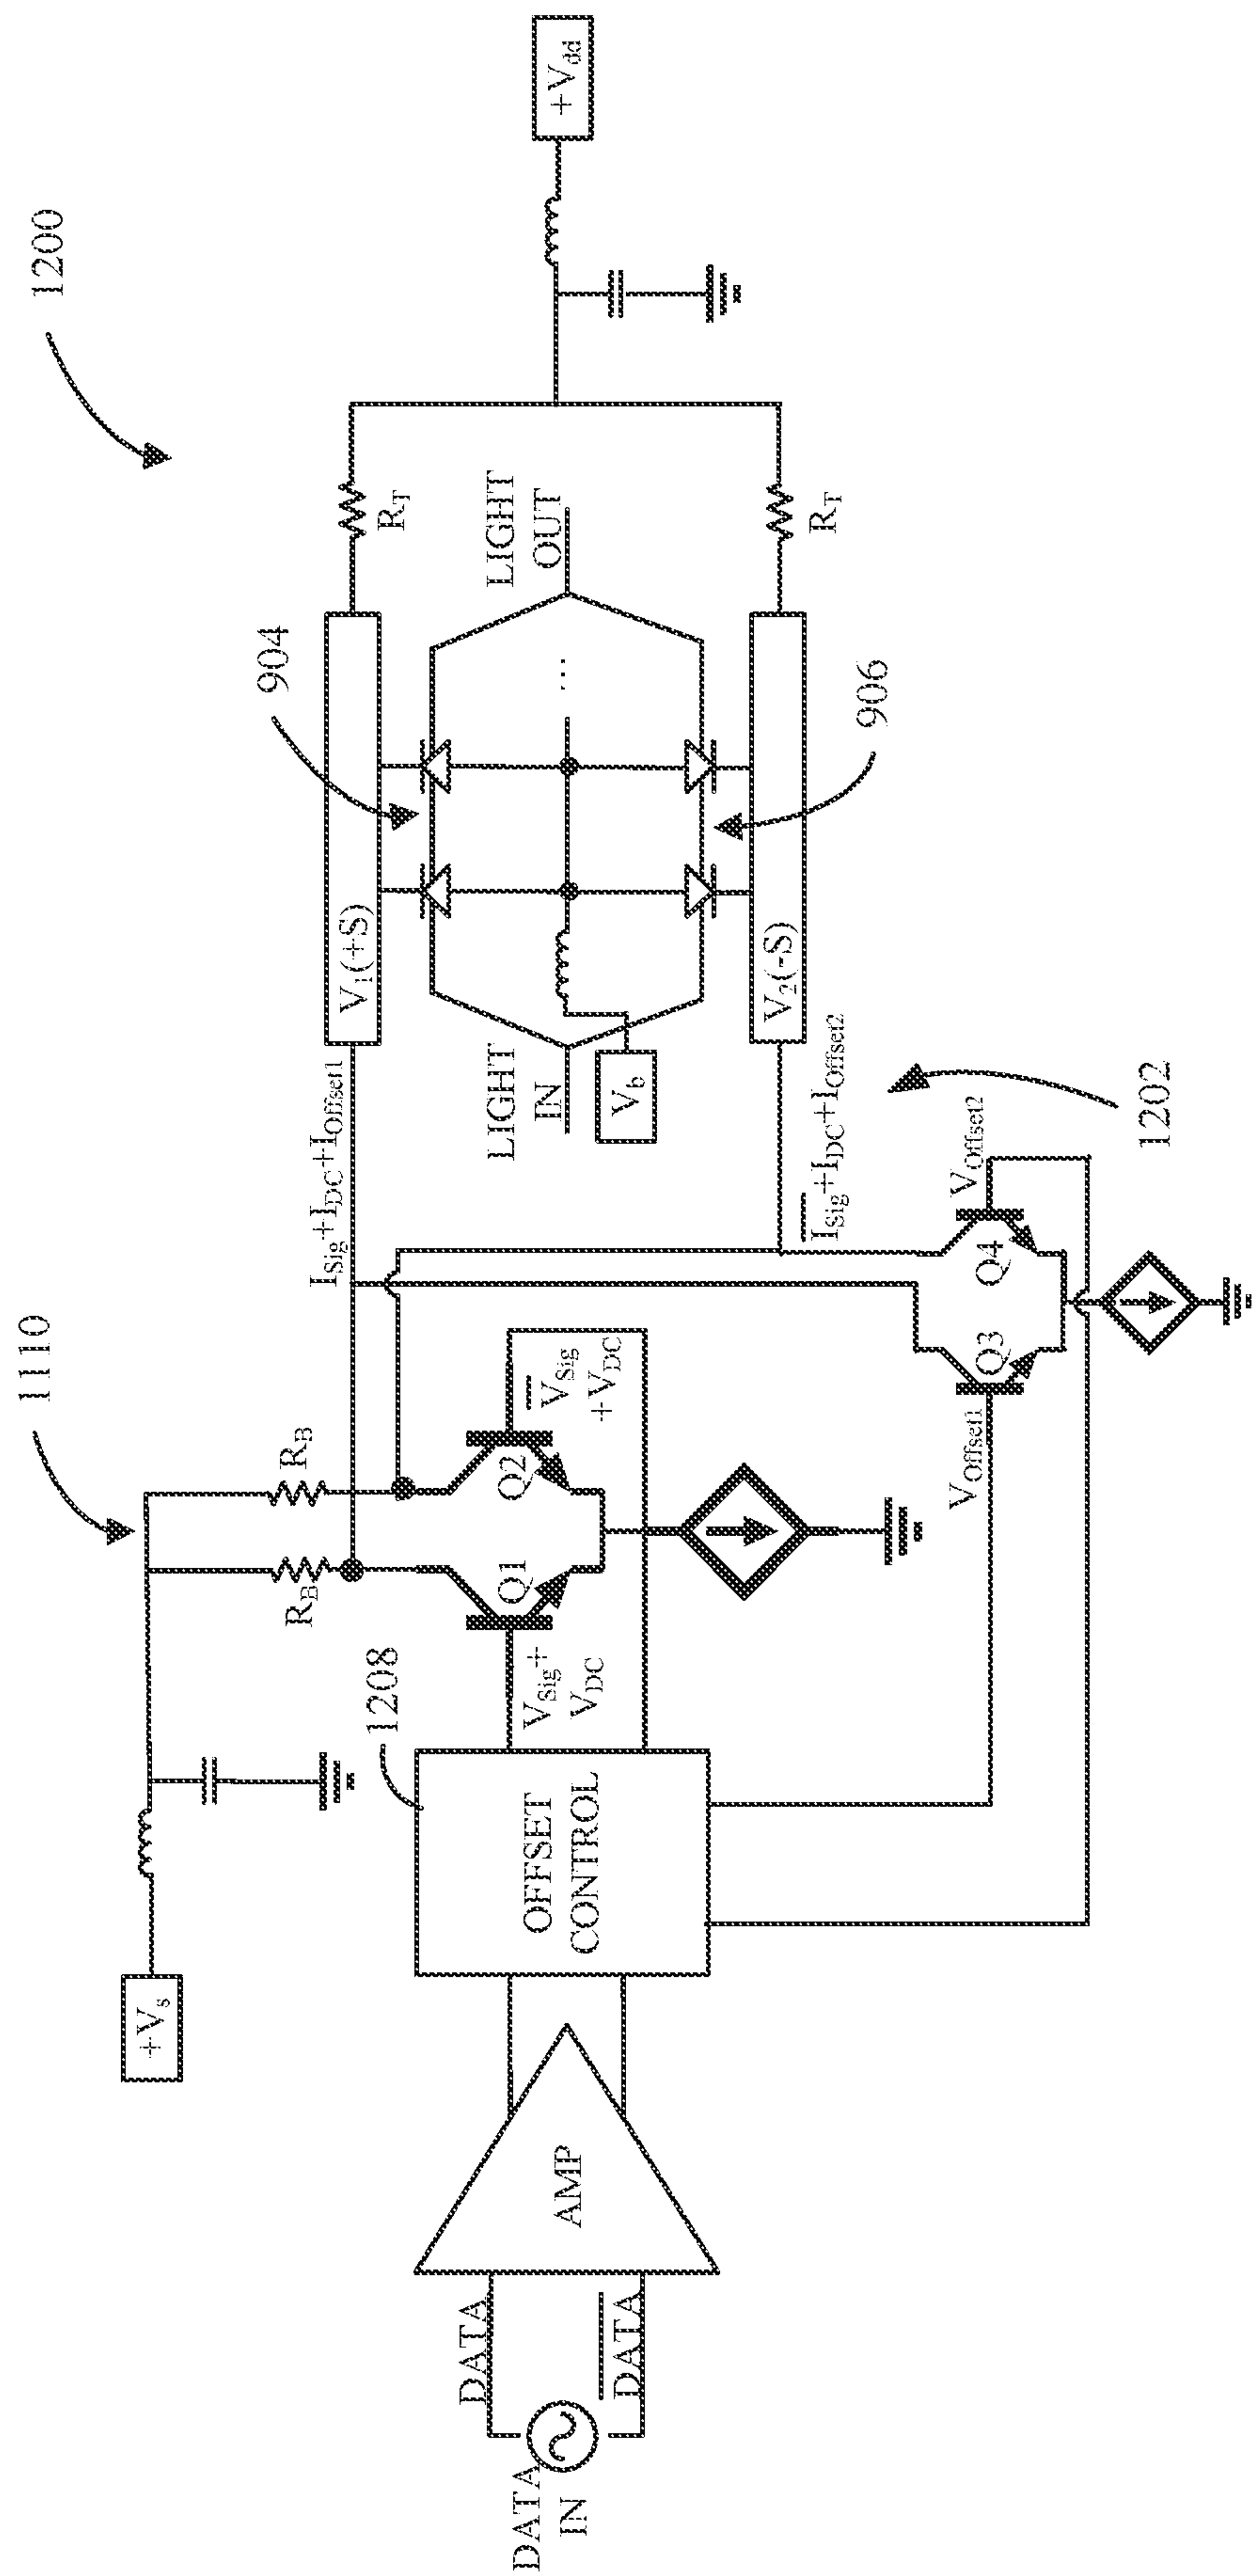 1200
1110
+Vs
+Vdd
RB
RB
1208
ISig+IDC+IOffset1
V1(+S)
904
RT
DATA
IN
DATA
DATA
AMP
OFFSET
CONTROL
VSig+
VDC
Q1
Q2
VSig
+VDC
LIGHT
IN
Vb
...
LIGHT
OUT
V2(-S)
906
RT
ISig+IDC+IOffset2
VOffset1
Q3
Q4
VOffset2
1202